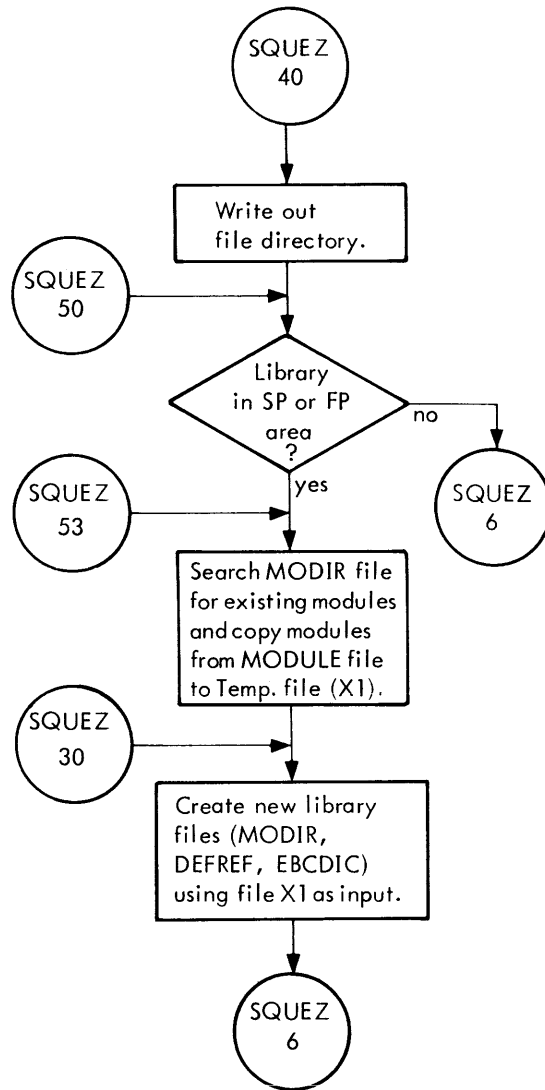 SQUEZ
40
Write out
file directory.
SQUEZ
50
Library
in SP or FP
area
?
no
yes
SQUEZ
6
SQUEZ
53
Search MODIR file
for existing modules
and copy modules
from MODULE file
to Temp. file (X1).
SQUEZ
30
Create new library
files (MODIR,
DEFREF, EBCDIC)
using file X1 as input.
SQUEZ
6